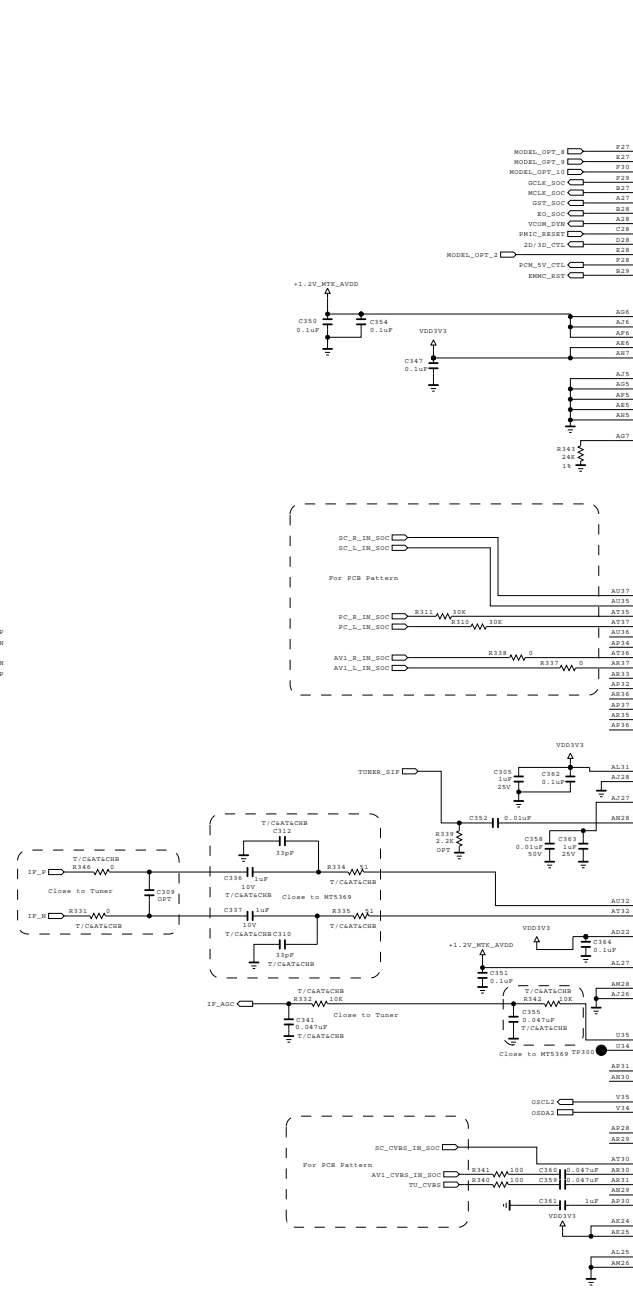 MODEL_OPT_8 F27
MODEL_OPT_9 E27
MODEL_OPT_10 F30
GCLK_SOC F29
MCLK_SOC B27
GST_SOC A27
EO_SOC B28
VCOM_DYN A28
PMIC_RESET C28
2D/3D_CTL D28
MODEL_OPT_2 E28
PCM_5V_CTL F28
EMMC_RST B29
+1.2V_MTK_AVDD
AG6
C350 0.1uF
C354 0.1uF
VDD3V3
AJ6
AF6
AE6
AH7
C347 0.1uF
AJ5
AG5
AF5
AE5
AH5
AG7
R343
24K
1%
SC_R_IN_SOC
SC_L_IN_SOC
For PCB Pattern
AU37
AU35
PC_R_IN_SOC R311 30K AT35
PC_L_IN_SOC R310 30K AT37
P AU36
N AP34
AV1_R_IN_SOC R338 0 AT36
N AV1_L_IN_SOC R337 0 AR37
P AR33
AP32
AR36
AP37
AR35
AP36
VDD3V3
TUNER_SIF
C305
1uF
25V
C362
0.1uF
AL31
AJ28
AJ27
C352 0.01uF AN28
R339
2.2K
OPT
C358
0.01uF
50V
C363
1uF
25V
T/C&AT&CHB
C312
33pF
T/C&AT&CHB
R346 0
IF_P
Close to Tuner
C309
OPT
C336 1uF
10V
T/C&AT&CHB
Close to MT5369
R334 51
T/C&AT&CHB
AU32
IF_N R331 0
T/C&AT&CHB
C337 1uF
10V
T/C&AT&CHB
C310
33pF
T/C&AT&CHB
R335 51
T/C&AT&CHB
AT32
VDD3V3
AD22
C364
0.1uF
+1.2V_MTK_AVDD
AL27
C351
0.1uF
AM28
AJ26
IF_AGC
T/C&AT&CHB
R332 10K
Close to Tuner
C341
0.047uF
T/C&AT&CHB
T/C&AT&CHB
R342 10K
C355
0.047uF
T/C&AT&CHB
Close to MT5369
U35
TP300 U34
AP31
AN30
OSCL2 V35
OSDA2 V34
AP28
AR29
SC_CVBS_IN_SOC AT30
For PCB Pattern
AV1_CVBS_IN_SOC R341 100 C360 0.047uF AR30
TU_CVBS R340 100 C359 0.047uF AR31
AN29
C361 1uF AP30
VDD3V3
AK24
AK25
AL25
AM26